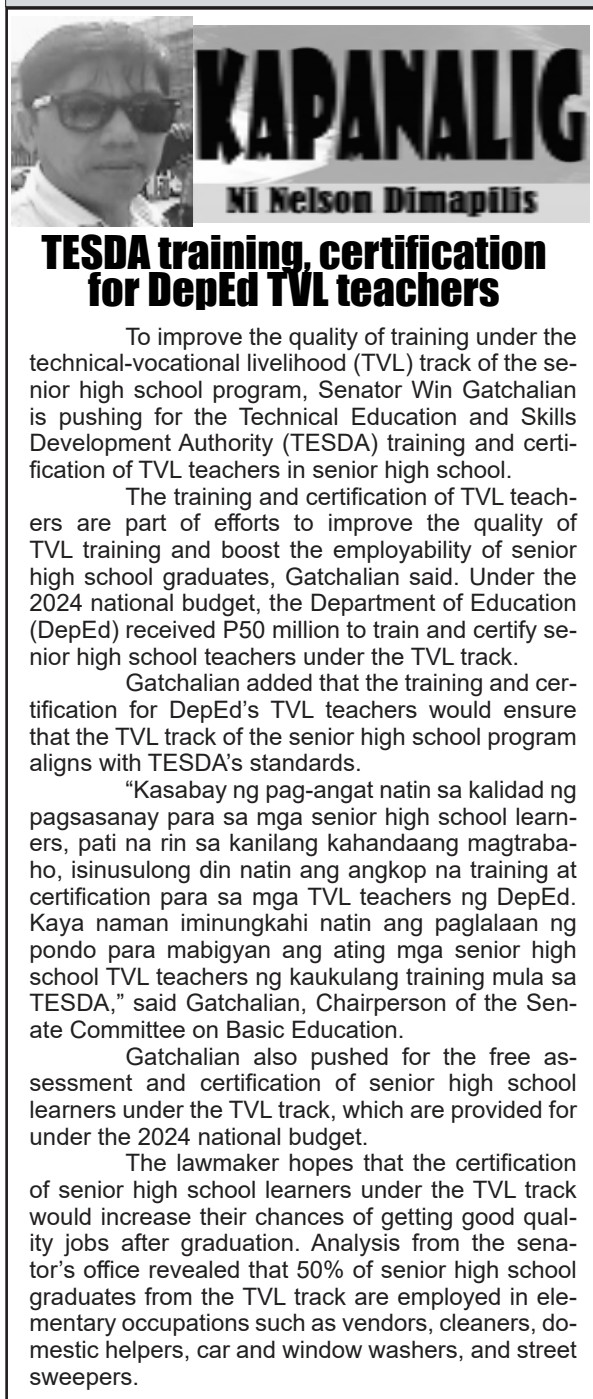 KAPANALIG
Ni Nelson Dimapilis
TESDA training, certification
for DepEd TVL teachers
To improve the quality of training under the
technical-vocational livelihood (TVL) track of the se-
nior high school program, Senator Win Gatchalian
is pushing for the Technical Education and Skills
Development Authority (TESDA) training and certi-
fication of TVL teachers in senior high school.
The training and certification of TVL teach-
ers are part of efforts to improve the quality of
TVL training and boost the employability of senior
high school graduates, Gatchalian said. Under the
2024 national budget, the Department of Education
(DepEd) received P50 million to train and certify se-
nior high school teachers under the TVL track.
Gatchalian added that the training and cer-
tification for DepEd’s TVL teachers would ensure
that the TVL track of the senior high school program
aligns with TESDA’s standards.
“Kasabay ng pag-angat natin sa kalidad ng
pagsasanay para sa mga senior high school learn-
ers, pati na rin sa kanilang kahandaang magtraba-
ho, isinusulong din natin ang angkop na training at
certification para sa mga TVL teachers ng DepEd.
Kaya naman iminungkahi natin ang paglalaan ng
pondo para mabigyan ang ating mga senior high
school TVL teachers ng kaukulang training mula sa
TESDA,” said Gatchalian, Chairperson of the Sen-
ate Committee on Basic Education.
Gatchalian also pushed for the free as-
sessment and certification of senior high school
learners under the TVL track, which are provided for
under the 2024 national budget.
The lawmaker hopes that the certification
of senior high school learners under the TVL track
would increase their chances of getting good qual-
ity jobs after graduation. Analysis from the sena-
tor’s office revealed that 50% of senior high school
graduates from the TVL track are employed in ele-
mentary occupations such as vendors, cleaners, do-
mestic helpers, car and window washers, and street
sweepers.